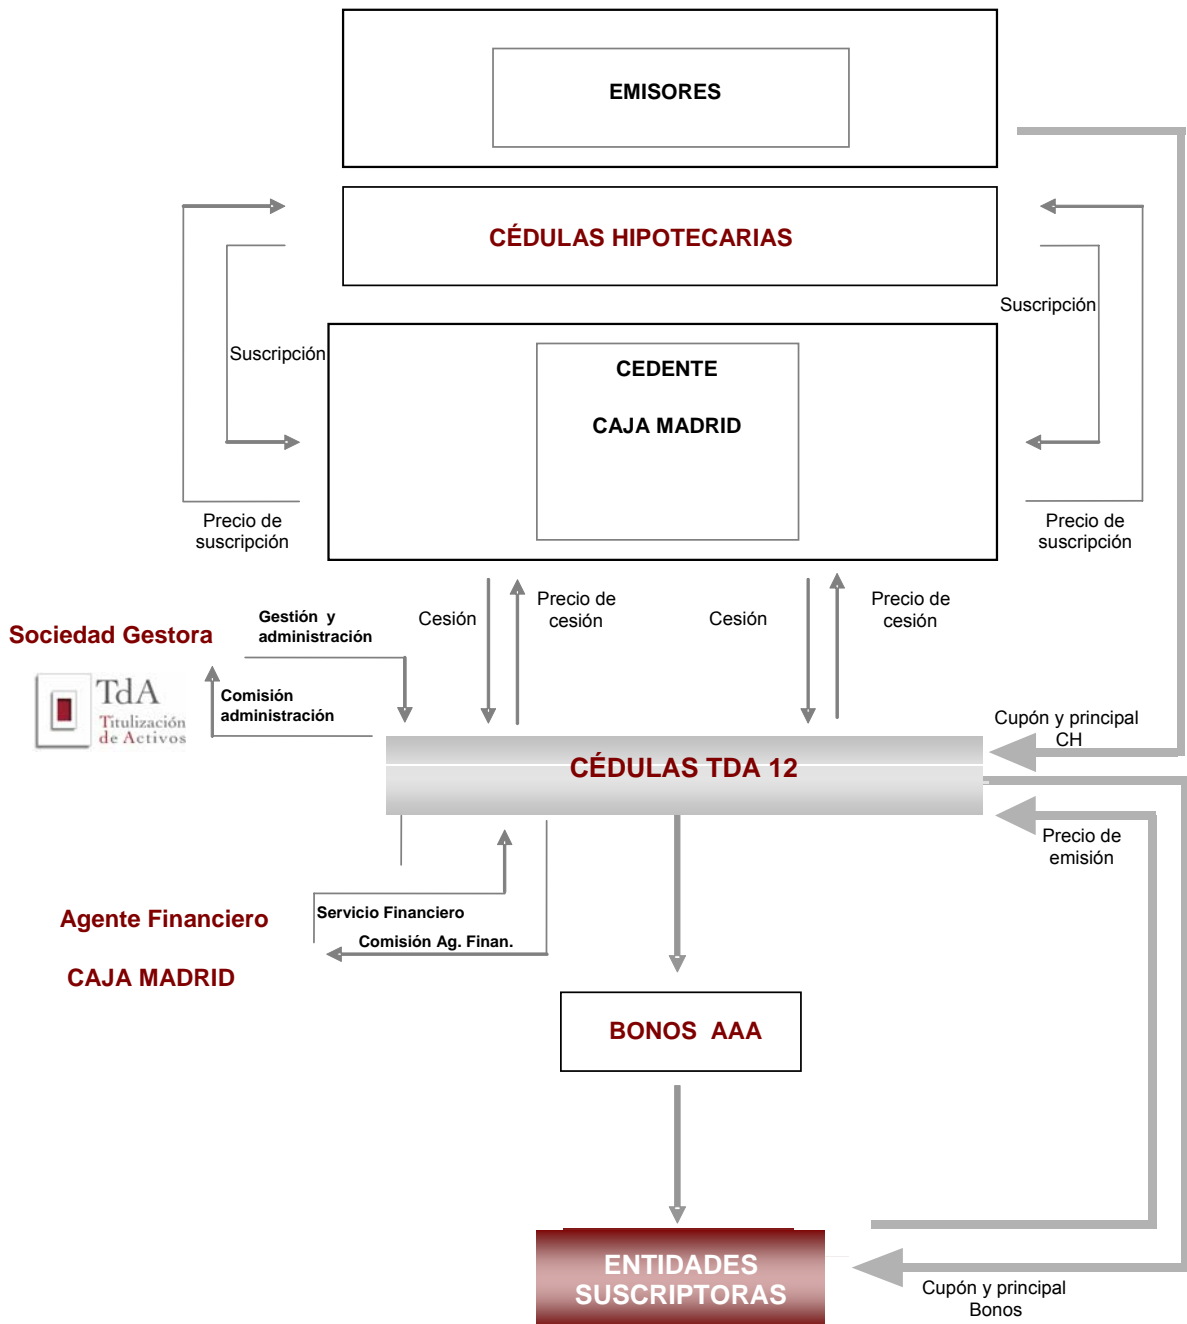 EMISORES
CÉDULAS HIPOTECARIAS
Suscripción
Suscripción
CEDENTE
CAJA MADRID
Precio de
suscripción
Precio de
suscripción
Sociedad Gestora
TdA
Titulización
de Activos
Gestión y
administración
Comisión
administración
Cesión
Precio de
cesión
Cesión
Precio de
cesión
Cupón y principal
CH
CÉDULAS TDA 12
Precio de
emisión
Agente Financiero
CAJA MADRID
Servicio Financiero
Comisión Ag. Finan.
BONOS AAA
ENTIDADES
SUSCRIPTORAS
Cupón y principal
Bonos